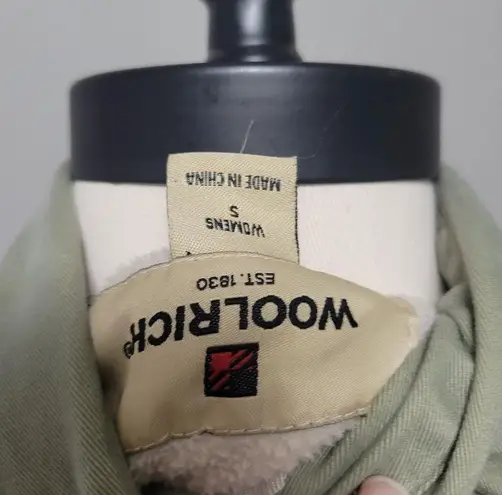 WOOLRICH®
EST. 1830
WOMENS
S
MADE IN CHINA